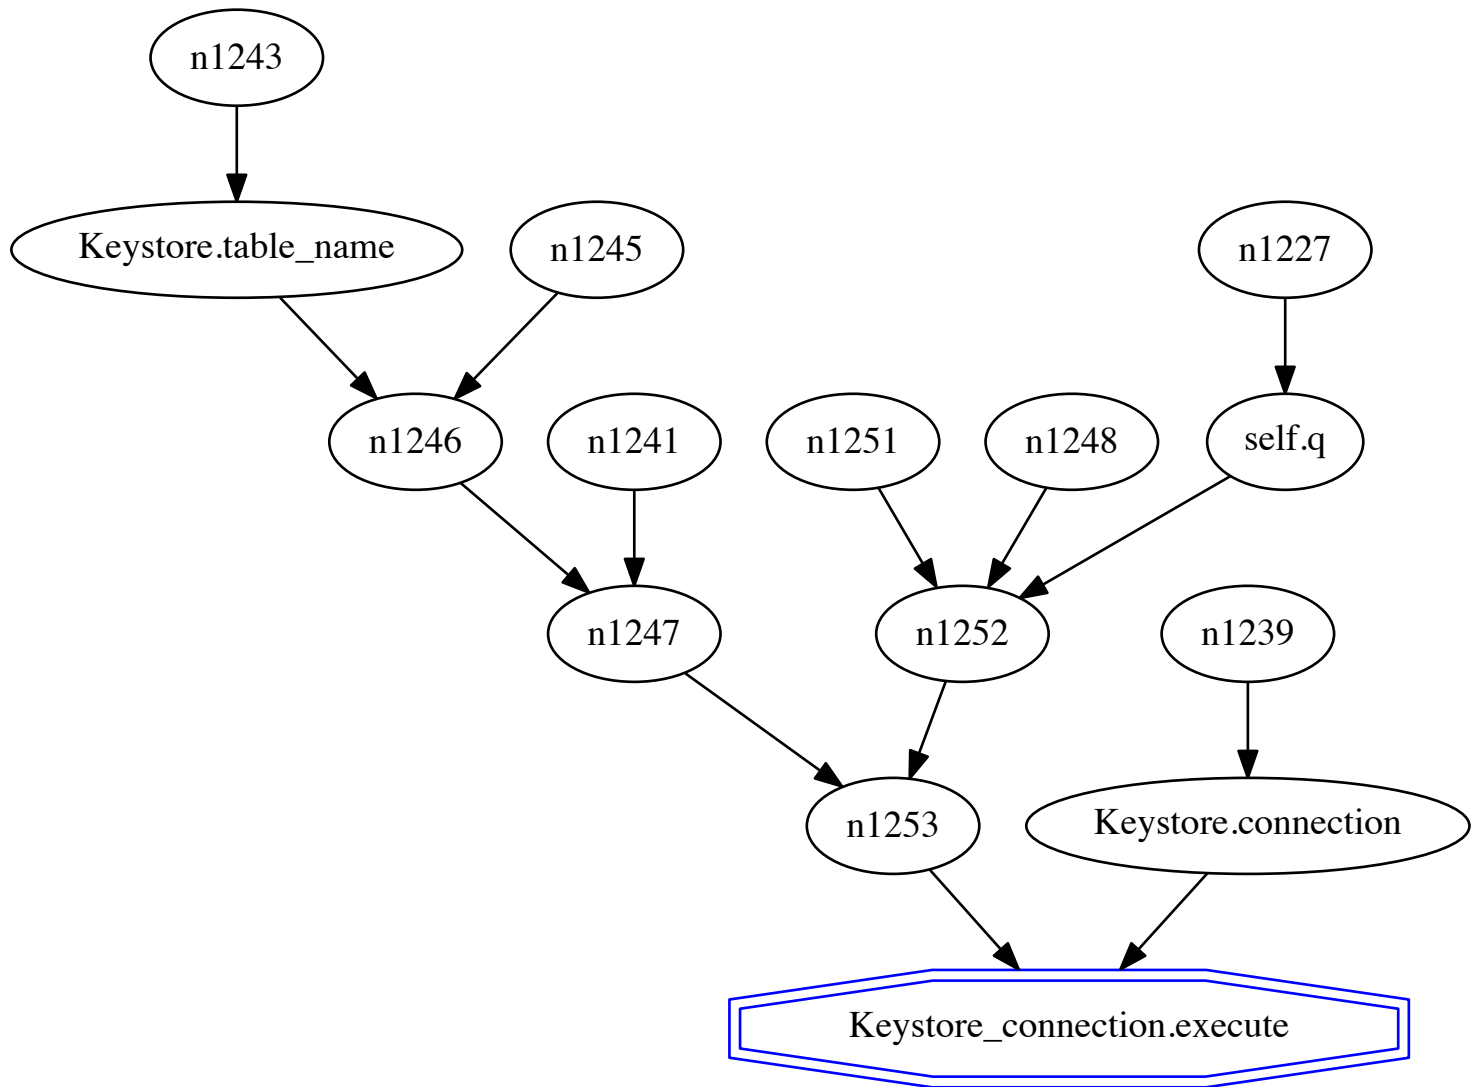 n1243
Keystore.table_name
n1245
n1227
n1246
n1241
n1251
n1248
self.q
n1247
n1252
n1239
n1253
Keystore.connection
Keystore_connection.execute